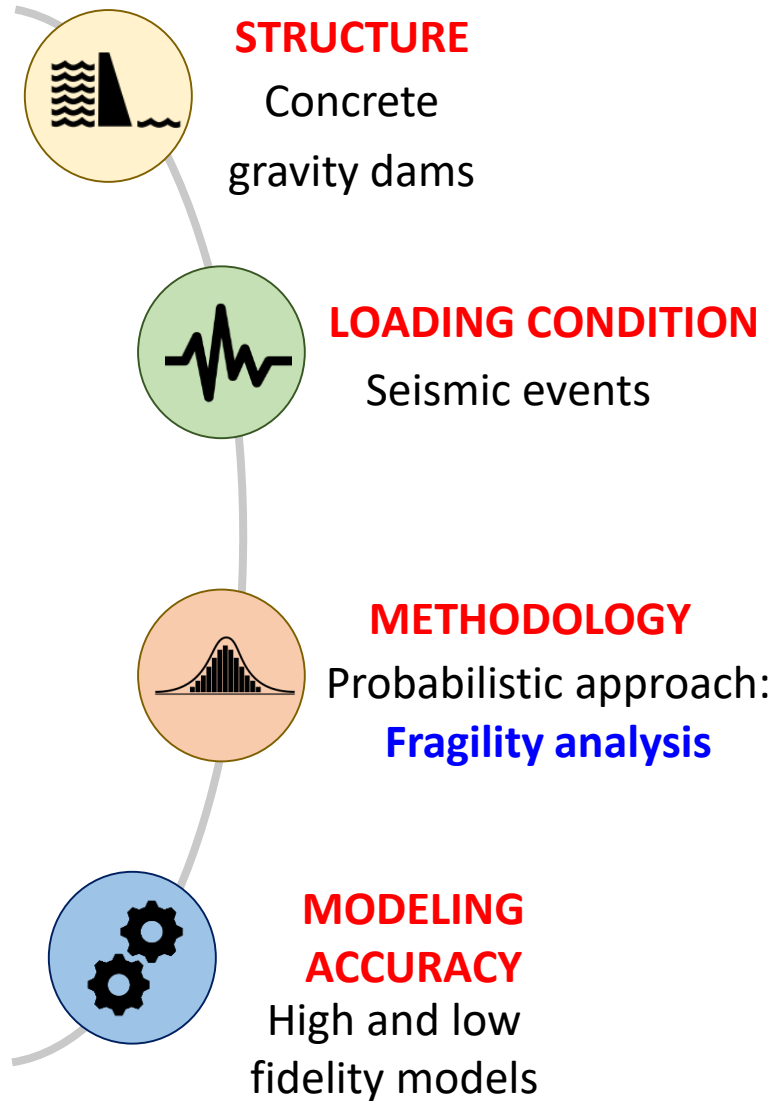 STRUCTURE
Concrete
gravity dams
LOADING CONDITION
Seismic events
METHODOLOGY
Probabilistic approach:
Fragility analysis
MODELING
ACCURACY
High and low
fidelity models